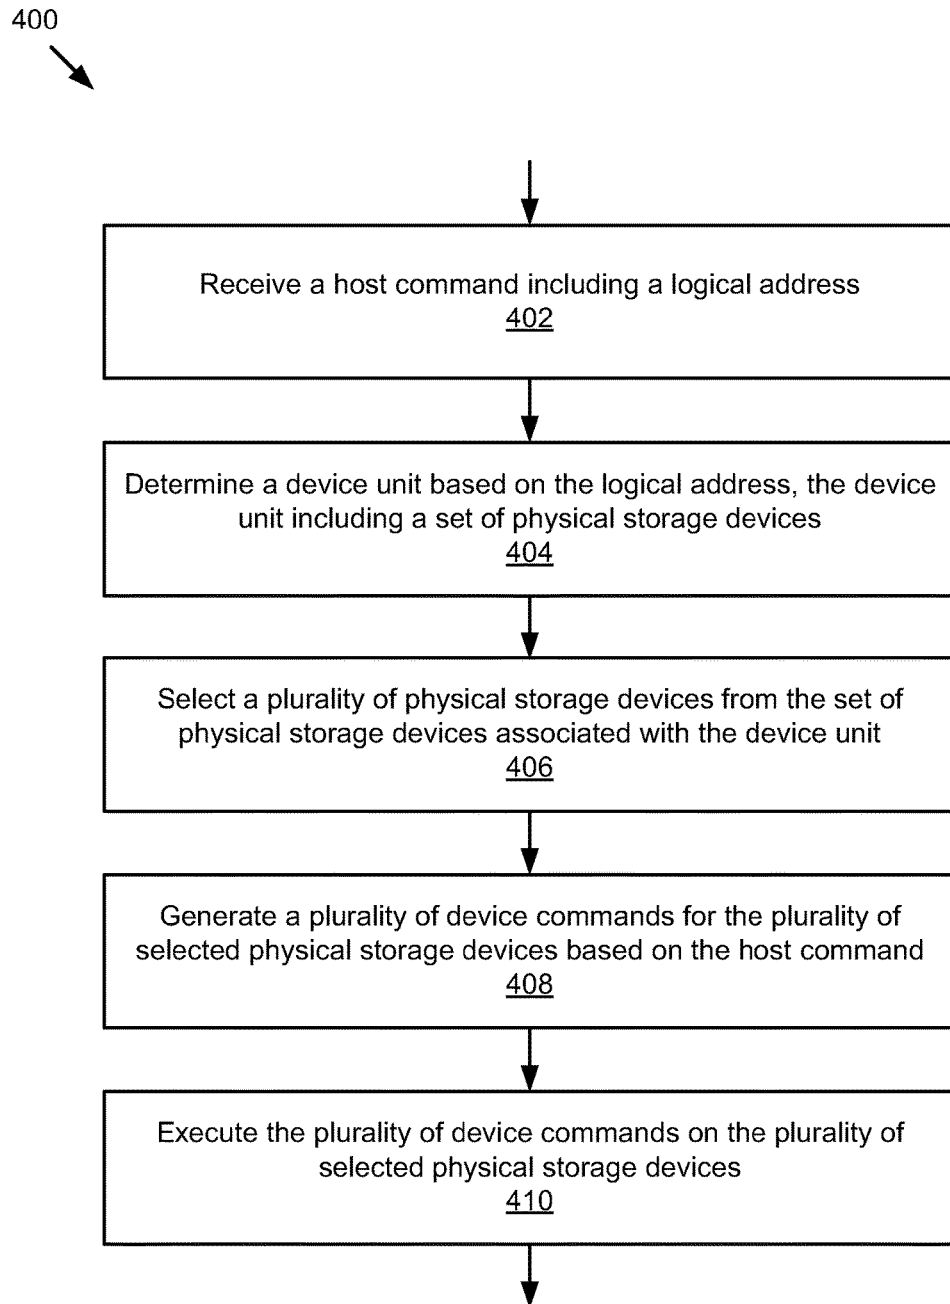 400
Receive a host command including a logical address
402
Determine a device unit based on the logical address, the device
unit including a set of physical storage devices
404
Select a plurality of physical storage devices from the set of
physical storage devices associated with the device unit
406
Generate a plurality of device commands for the plurality of
selected physical storage devices based on the host command
408
Execute the plurality of device commands on the plurality of
selected physical storage devices
410